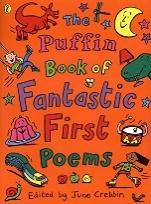 The
Puffin
Book of
Fantastic
First
Poems
Edited by June Crebbin